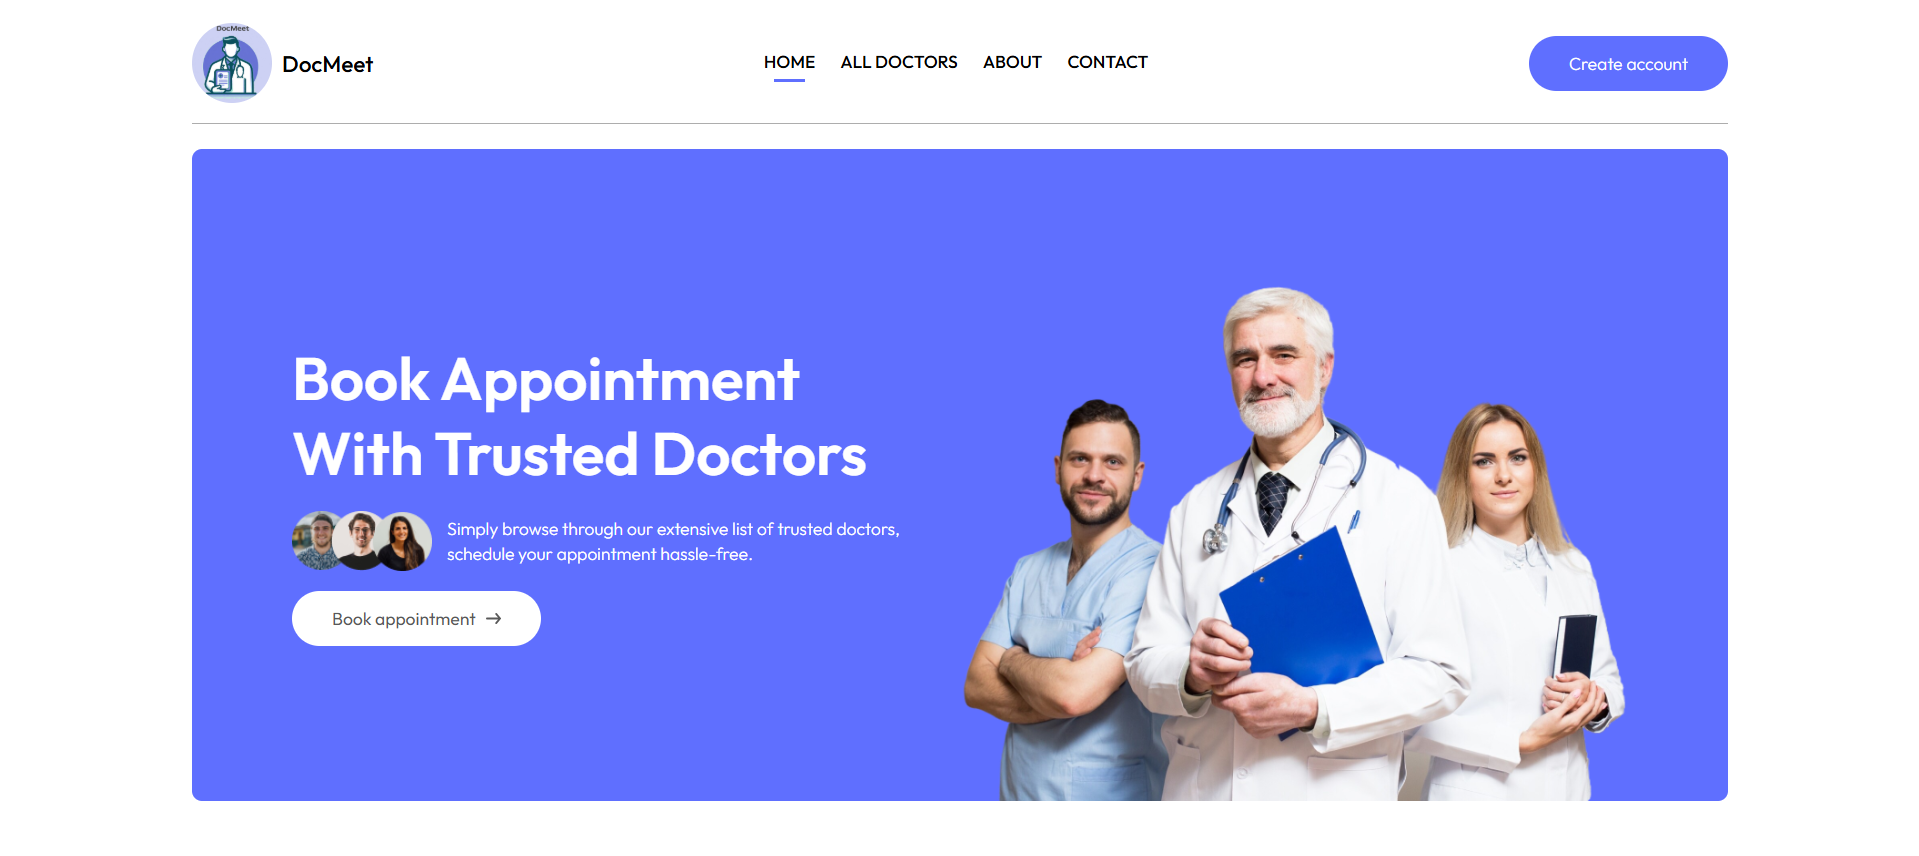 DocMeet
DocMeet
HOME
ALL DOCTORS
ABOUT
CONTACT
Create account
Book Appointment
With Trusted Doctors
Simply browse through our extensive list of trusted doctors,
schedule your appointment hassle-free.
Book appointment →